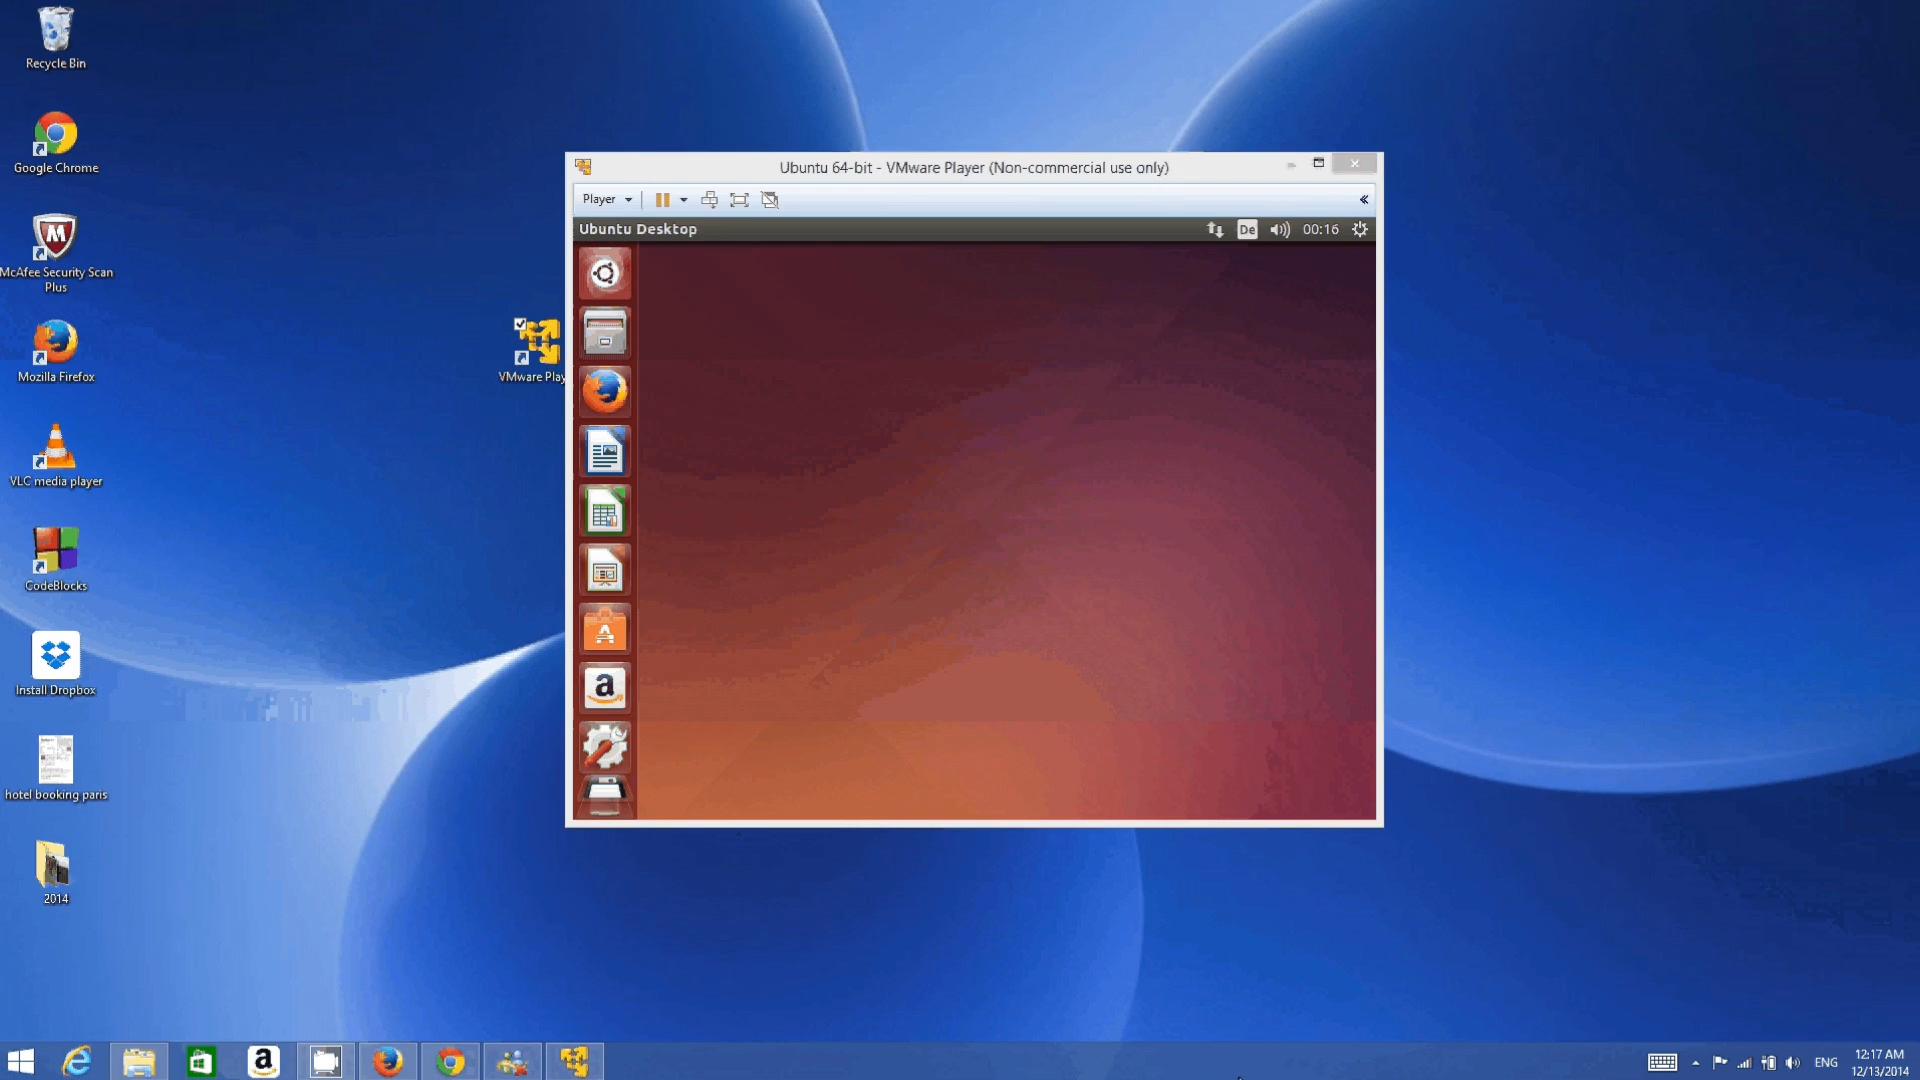 Recycle Bin
Google Chrome
McAfee Security Scan
Plus
Mozilla Firefox
VLC media player
CodeBlocks
Install Dropbox
hotel booking paris
2014
VMware Play
Ubuntu 64-bit - VMware Player (Non-commercial use only)
Player
Ubuntu Desktop
De
00:16
ENG
12:17 AM
12/13/2014